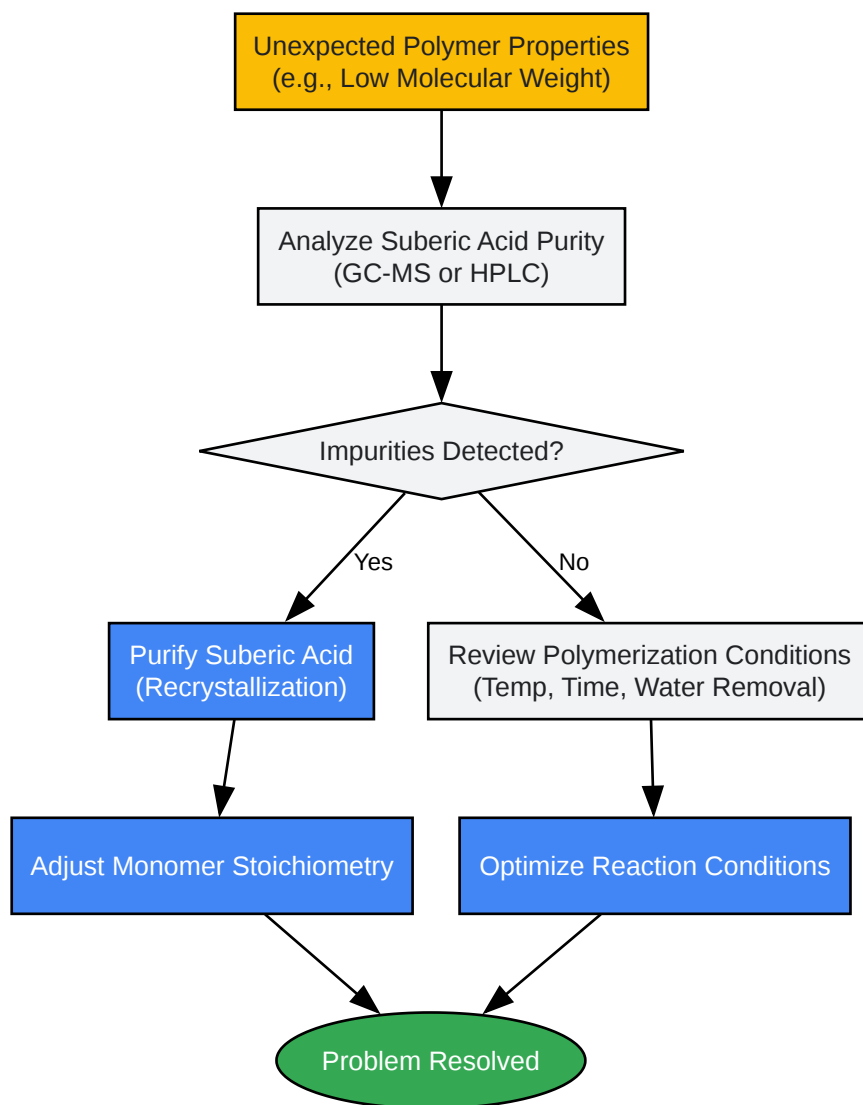 Unexpected Polymer Properties
(e.g., Low Molecular Weight)
Analyze Suberic Acid Purity
(GC-MS or HPLC)
Impurities Detected?
Yes
No
Purify Suberic Acid
(Recrystallization)
Review Polymerization Conditions
(Temp, Time, Water Removal)
Adjust Monomer Stoichiometry
Optimize Reaction Conditions
Problem Resolved